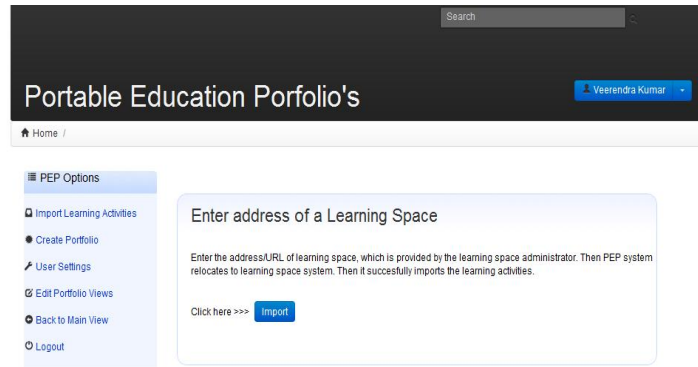 Search
Portable Education Porfolio's
Veerendra Kumar
Home /
PEP Options
Import Learning Activities
Create Portfolio
User Settings
Edit Portfolio Views
Back to Main View
Logout
Enter address of a Learning Space
Enter the address/URL of learning space, which is provided by the learning space administrator. Then PEP system
relocates to learning space system. Then it succesfully imports the learning activities.
Click here >>> Import